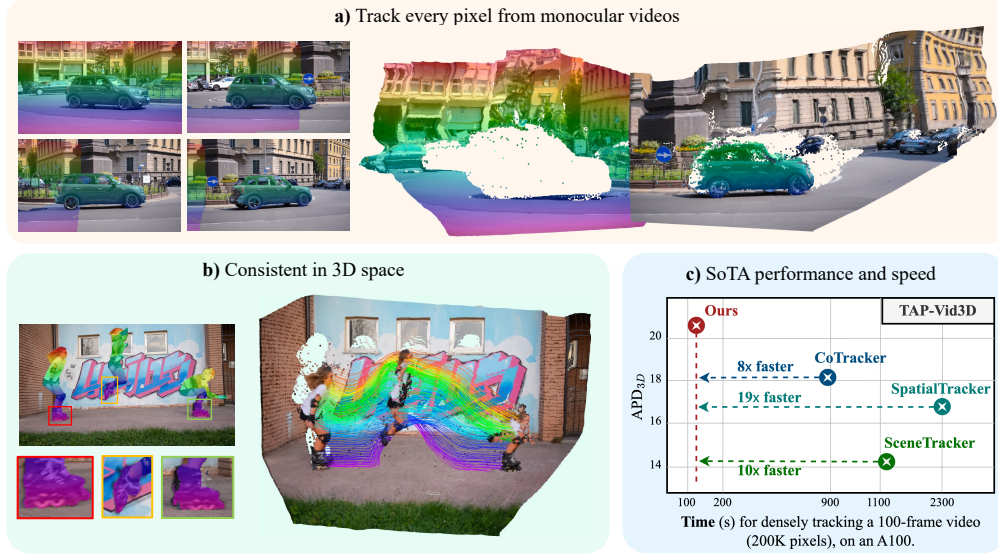 a) Track every pixel from monocular videos
b) Consistent in 3D space
c) SoTA performance and speed
TAP-Vid3D
Ours
CoTracker
8x faster
SpatialTracker
19x faster
SceneTracker
10x faster
APD3D
20
18
16
14
100 200 900 1100 2300
Time (s) for densely tracking a 100-frame video
(200K pixels), on an A100.